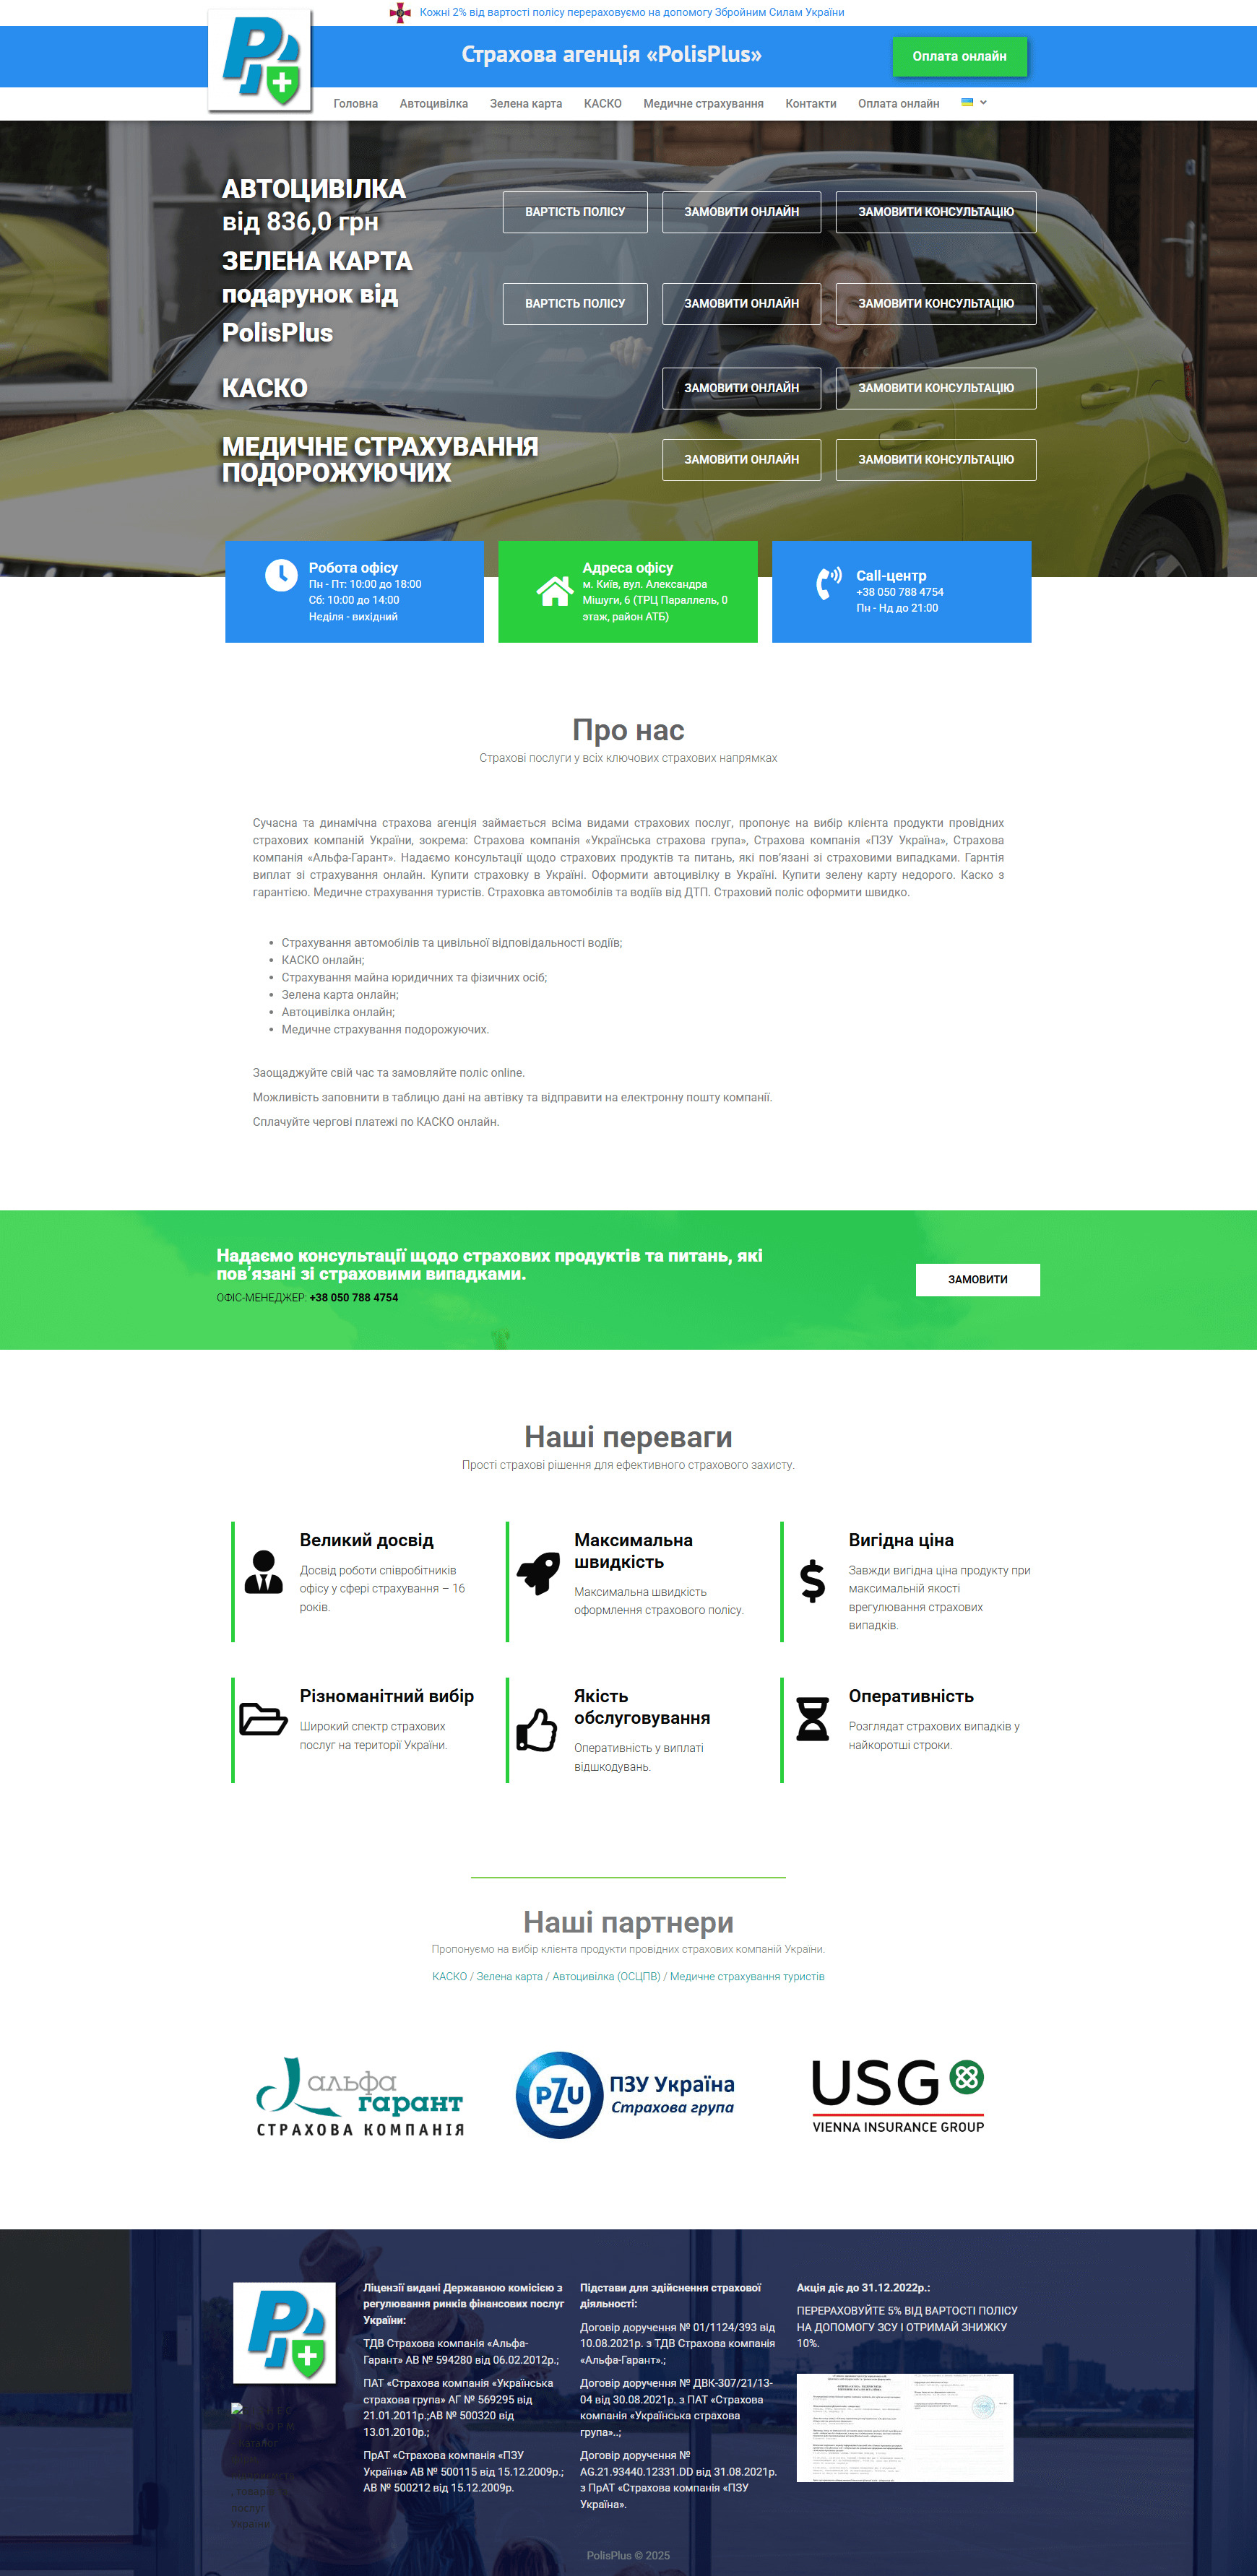 Кожні 2% від вартості полісу перераховуємо на допомогу Збройним Силам України
Страхова агенція «PolisPlus»
Оплата онлайн
Головна
Автоцивілка
Зелена карта
КАСКО
Медичне страхування
Контакти
Оплата онлайн
АВТОЦИВІЛКА
від 836,0 грн
ВАРТІСТЬ ПОЛІСУ
ЗАМОВИТИ ОНЛАЙН
ЗАМОВИТИ КОНСУЛЬТАЦІЮ
ЗЕЛЕНА КАРТА
подарунок від
PolisPlus
ВАРТІСТЬ ПОЛІСУ
ЗАМОВИТИ ОНЛАЙН
ЗАМОВИТИ КОНСУЛЬТАЦІЮ
КАСКО
ЗАМОВИТИ ОНЛАЙН
ЗАМОВИТИ КОНСУЛЬТАЦІЮ
МЕДИЧНЕ СТРАХУВАННЯ
ПОДОРОЖУЮЧИХ
ЗАМОВИТИ ОНЛАЙН
ЗАМОВИТИ КОНСУЛЬТАЦІЮ
Робота офісу
Пн - Пт: 10:00 до 18:00
Сб: 10:00 до 14:00
Неділя - вихідний
Адреса офісу
м. Київ, вул. Александра
Мішуги, 6 (ТРЦ Параллель, 0
этаж, район АТБ)
Call-центр
+38 050 788 4754
Пн - Нд до 21:00
Про нас
Страхові послуги у всіх ключових страхових напрямках
Сучасна та динамічна страхова агенція займається всіма видами страхових послуг, пропонує на вибір клієнта продукти провідних
страхових компаній України, зокрема: Страхова компанія «Українська страхова група», Страхова компанія «ПЗУ Україна», Страхова
компанія «Альфа-Гарант». Надаємо консультації щодо страхових продуктів та питань, які пов’язані зі страховими випадками. Гарнтія
виплат зі страхування онлайн. Купити страховку в Україні. Оформити автоцивілку в Україні. Купити зелену карту недорого. Каско з
гарантією. Медичне страхування туристів. Страховка автомобілів та водіїв від ДТП. Страховий поліс оформити швидко.
• Страхування автомобілів та цивільної відповідальності водіїв;
• КАСКО онлайн;
• Страхування майна юридичних та фізичних осіб;
• Зелена карта онлайн;
• Автоцивілка онлайн;
• Медичне страхування подорожуючих.
Заощаджуйте свій час та замовляйте поліс online.
Можливість заповнити в таблицю дані на автівку та відправити на електронну пошту компанії.
Сплачуйте чергові платежі по КАСКО онлайн.
Надаємо консультації щодо страхових продуктів та питань, які
пов’язані зі страховими випадками.
ОФІС-МЕНЕДЖЕР: +38 050 788 4754
ЗАМОВИТИ
Наші переваги
Прості страхові рішення для ефективного страхового захисту.
Великий досвід
Досвід роботи співробітників
офісу у сфері страхування – 16
років.
Максимальна
швидкість
Максимальна швидкість
оформлення страхового полісу.
Вигідна ціна
Завжди вигідна ціна продукту при
максимальній якості
врегулювання страхових
випадків.
Різноманітний вибір
Широкий спектр страхових
послуг на території України.
Якість
обслуговування
Оперативність у виплаті
відшкодувань.
Оперативність
Розглядат страхових випадків у
найкоротші строки.
Наші партнери
Пропонуємо на вибір клієнта продукти провідних страхових компаній України.
КАСКО / Зелена карта / Автоцивілка (ОСЦПВ) / Медичне страхування туристів
альфа
гарант
СТРАХОВА КОМПАНІЯ
PZU
ПЗУ Україна
Страхова група
USG
VIENNA INSURANCE GROUP
Ліцензії видані Державною комісією з
регулювання ринків фінансових послуг
України:
ТДВ Страхова компанія «Альфа-
Гарант» АВ № 594280 від 06.02.2012р.;
ПАТ «Страхова компанія «Українська
страхова група» АГ № 569295 від
21.01.2011р.;АВ № 500320 від
13.01.2010р.;
ПрАТ «Страхова компанія «ПЗУ
Україна» АВ № 500115 від 15.12.2009р.;
АВ № 500212 від 15.12.2009р.
Підстави для здійснення страхової
діяльності:
Договір доручення № 01/1124/393 від
10.08.2021р. з ТДВ Страхова компанія
«Альфа-Гарант».;
Договір доручення № ДВК-307/21/13-
04 від 30.08.2021р. з ПАТ «Страхова
компанія «Українська страхова
група»..;
Договір доручення №
AG.21.93440.12331.DD від 31.08.2021р.
з ПрАТ «Страхова компанія «ПЗУ
Україна».
Акція діє до 31.12.2022р.:
ПЕРЕРАХОВУЙТЕ 5% ВІД ВАРТОСТІ ПОЛІСУ
НА ДОПОМОГУ ЗСУ І ОТРИМАЙ ЗНИЖКУ
10%.
послуг
України
PolisPlus © 2025